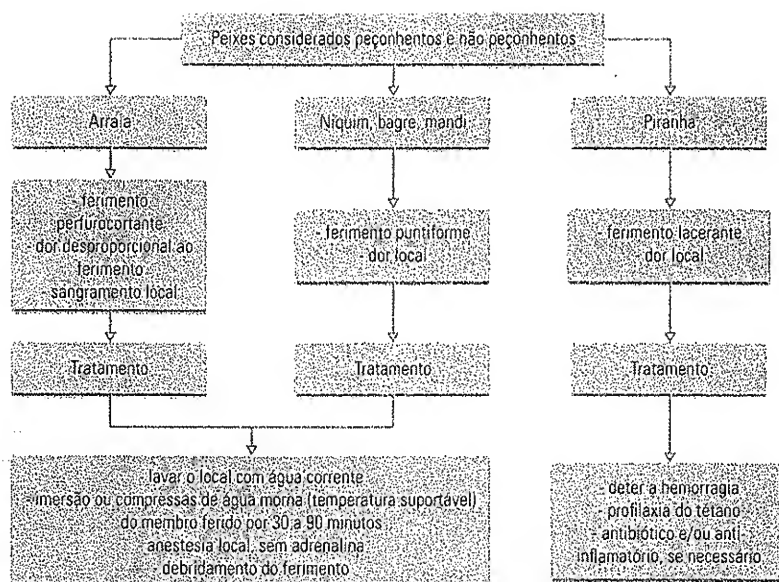 Peixes considerados peçonhentos e não peçonhentos
Arraia
Niquim, bagre, mandi
Piranha
- ferimento
perfurocortante
- dor desproporcional ao
ferimento
- sangramento local
- ferimento puntiforme
- dor local
- ferimento lacerante
- dor local
Tratamento
Tratamento
Tratamento
- lavar o local com água corrente
- imersão ou compressas de água morna (temperatura suportável)
do membro ferido por 30 a 90 minutos
- anestesia local, sem adrenalina
- debridamento do ferimento
- deter a hemorragia
- profilaxia do tétano
- antibiótico e/ou anti-
inflamatório, se necessário